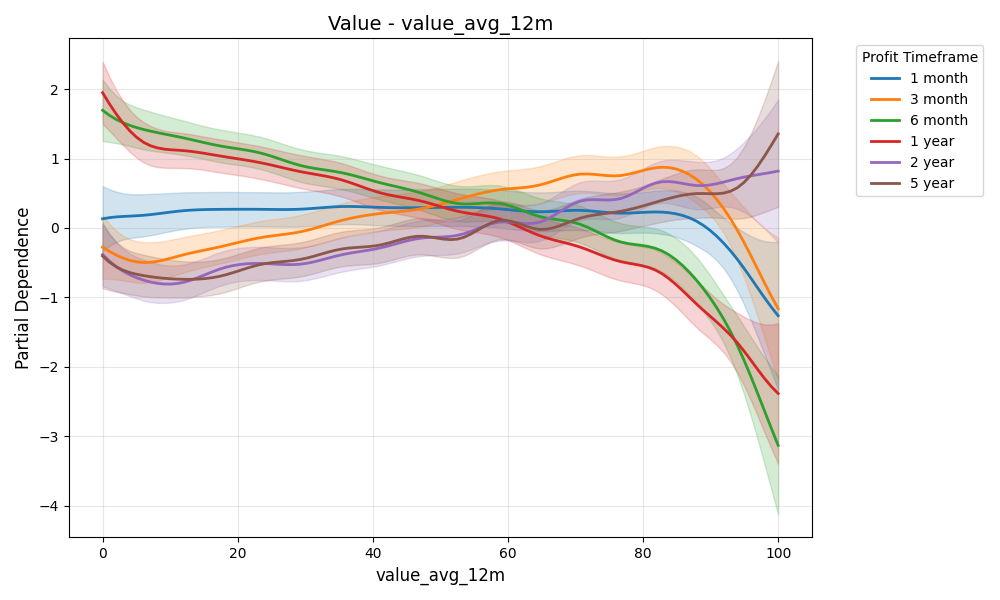 Value - value_avg_12m
Profit Timeframe
1 month
3 month
6 month
1 year
2 year
5 year
Partial Dependence
2
1
0
−1
−2
−3
−4
0
20
40
60
80
100
value_avg_12m